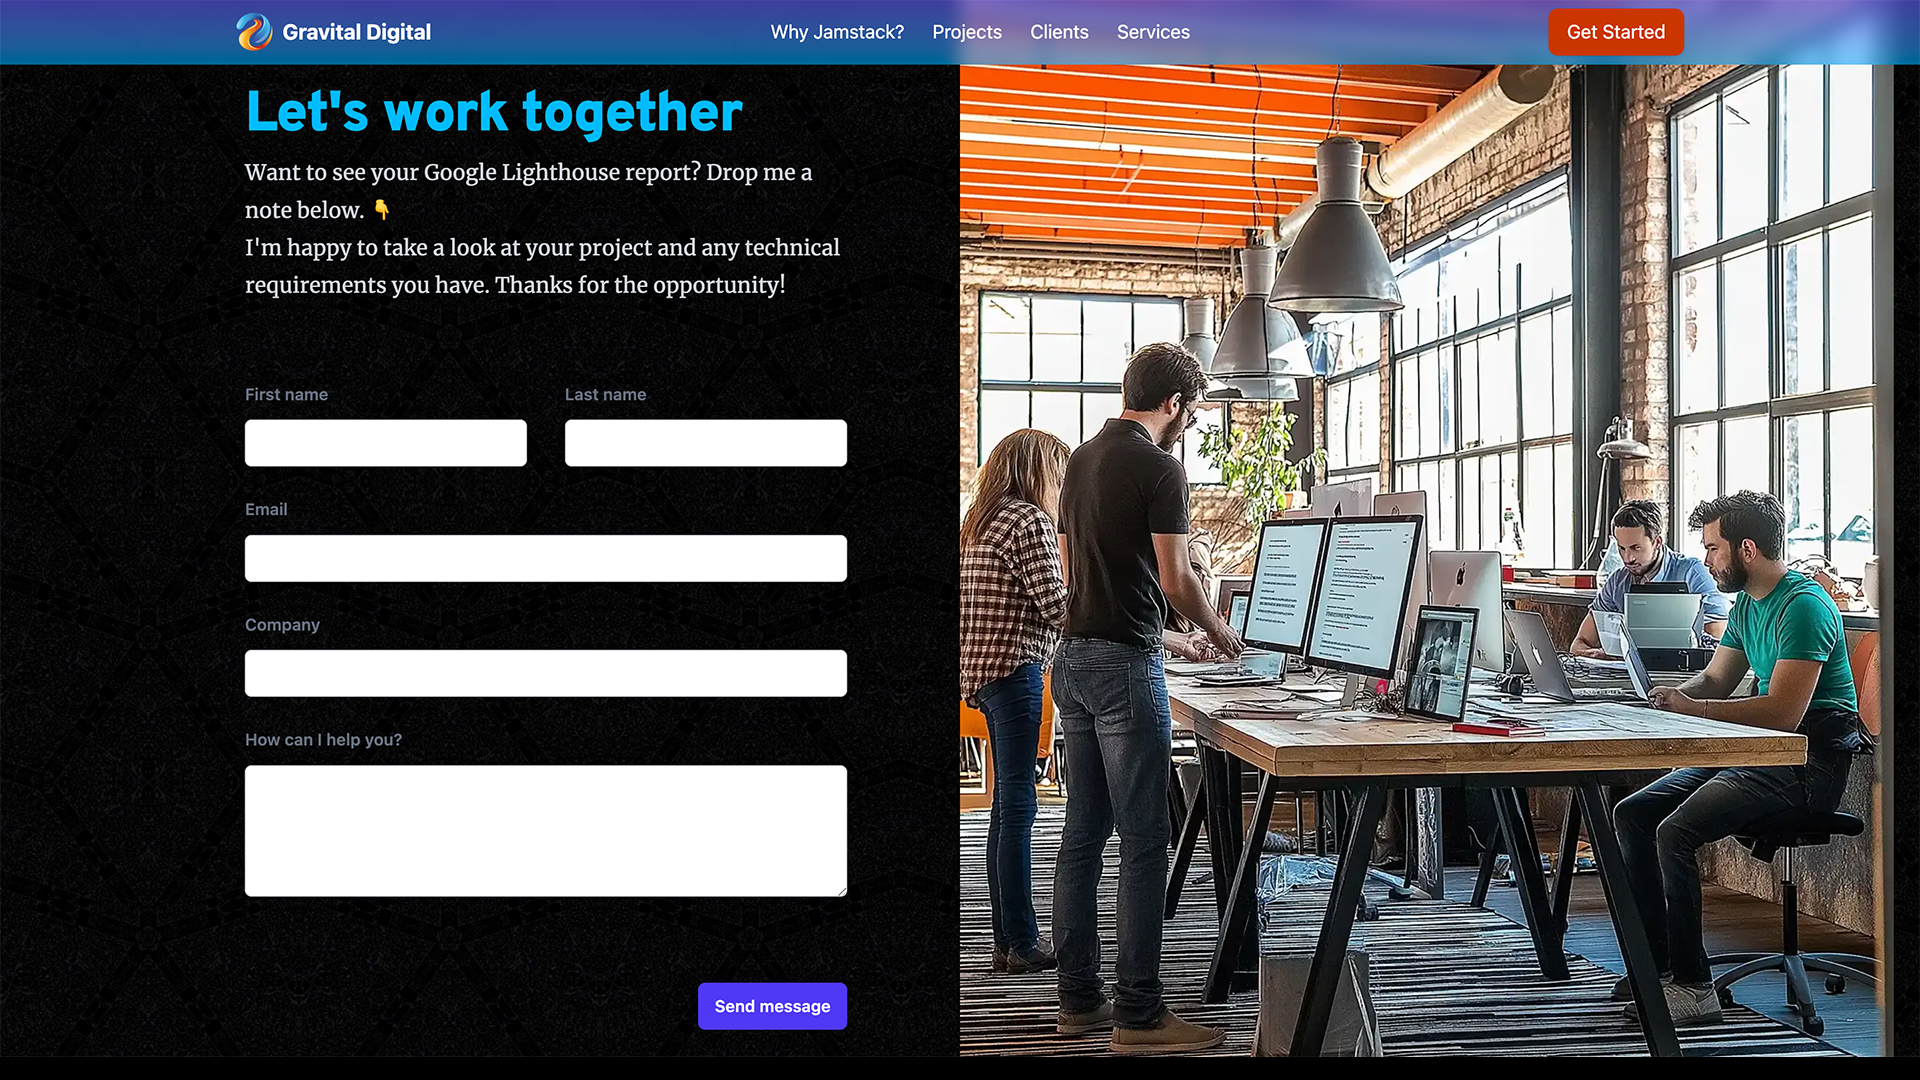 Gravital Digital
Why Jamstack?
Projects
Clients
Services
Get Started
Let's work together
Want to see your Google Lighthouse report? Drop me a
note below. 👇
I'm happy to take a look at your project and any technical
requirements you have. Thanks for the opportunity!
First name
Last name
Email
Company
How can I help you?
Send message